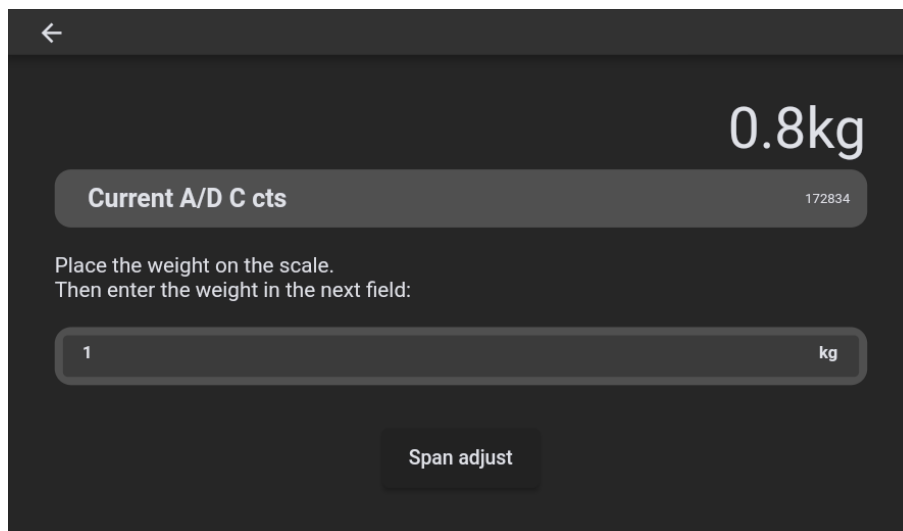 0.8kg
Current A/D C cts
172834
Place the weight on the scale.
Then enter the weight in the next field:
1 kg
Span adjust